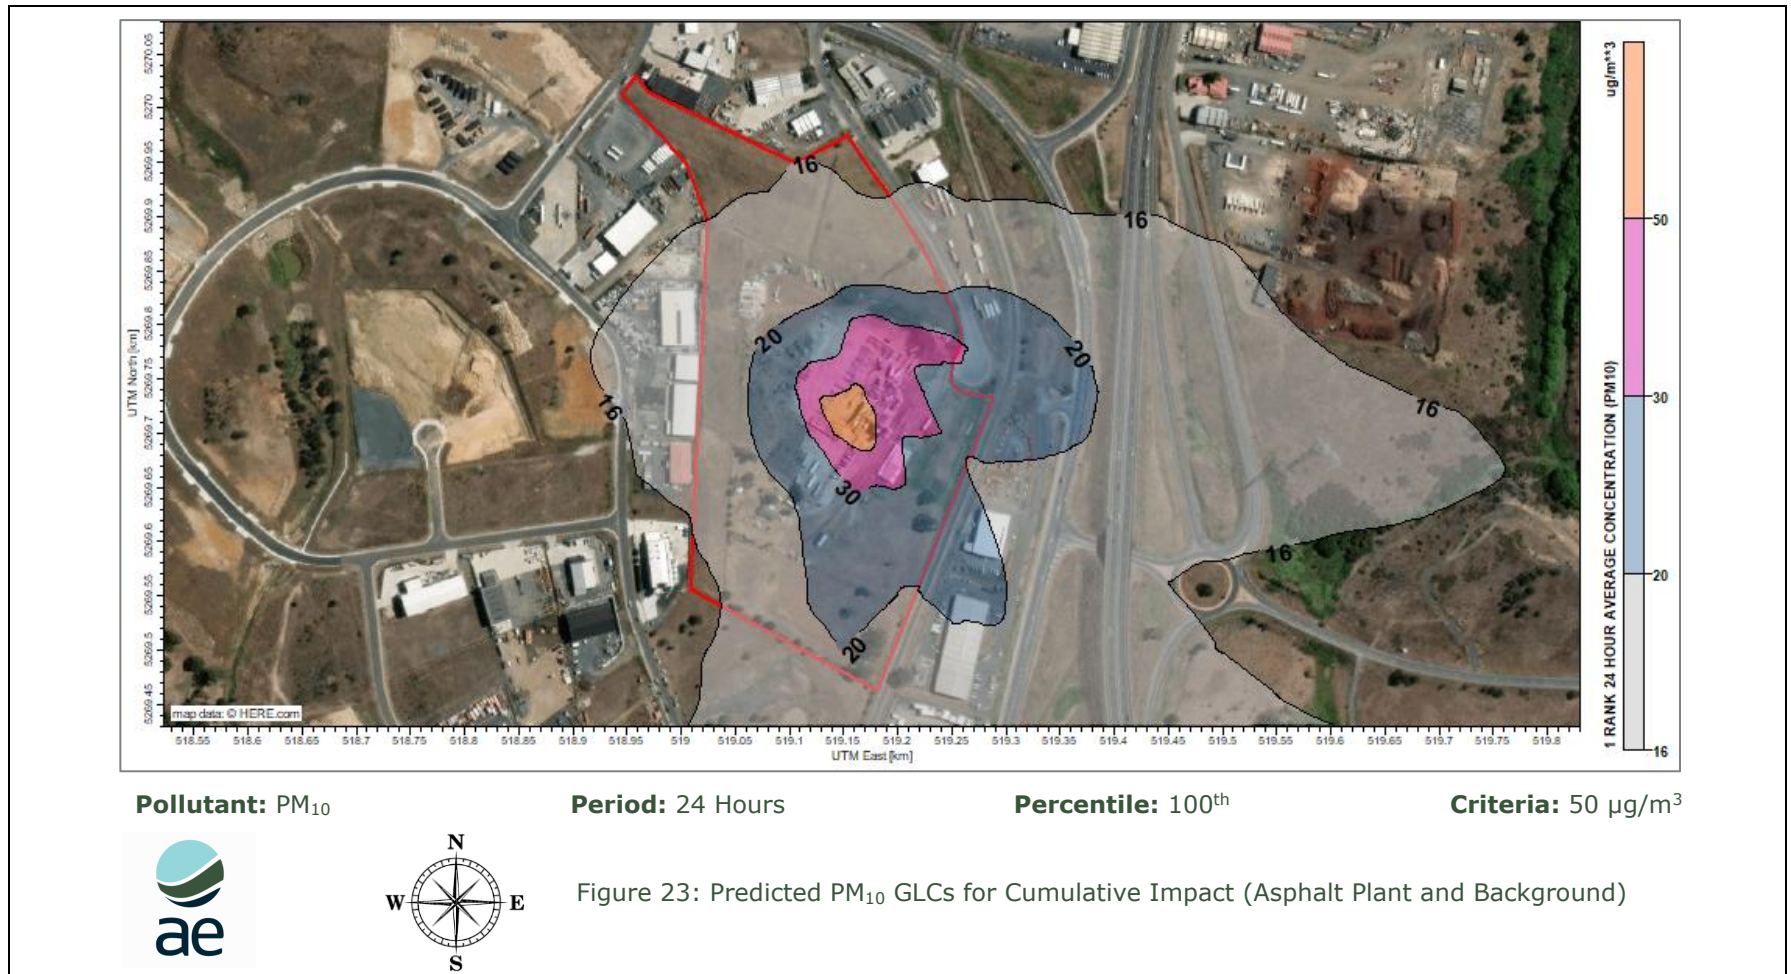 ug/m**3
50
30
20
16
1 RANK 24 HOUR AVERAGE CONCENTRATION (PM10)
UTM North [km]
5270.05
5270
5269.95
5269.9
5269.85
5269.8
5269.75
5269.7
5269.65
5269.6
5269.55
5269.5
5269.45
16
16
20
20
16
16
30
16
20
map data: © HERE.com
518.55 518.6 518.65 518.7 518.75 518.8 518.85 518.9 518.95 519 519.05 519.1 519.15 519.2 519.25 519.3 519.35 519.4 519.45 519.5 519.55 519.6 519.65 519.7 519.75 519.8
UTM East [km]
Pollutant: PM₁₀ Period: 24 Hours Percentile: 100ᵗʰ Criteria: 50 µg/m³
N
W E
S
ae
Figure 23: Predicted PM₁₀ GLCs for Cumulative Impact (Asphalt Plant and Background)